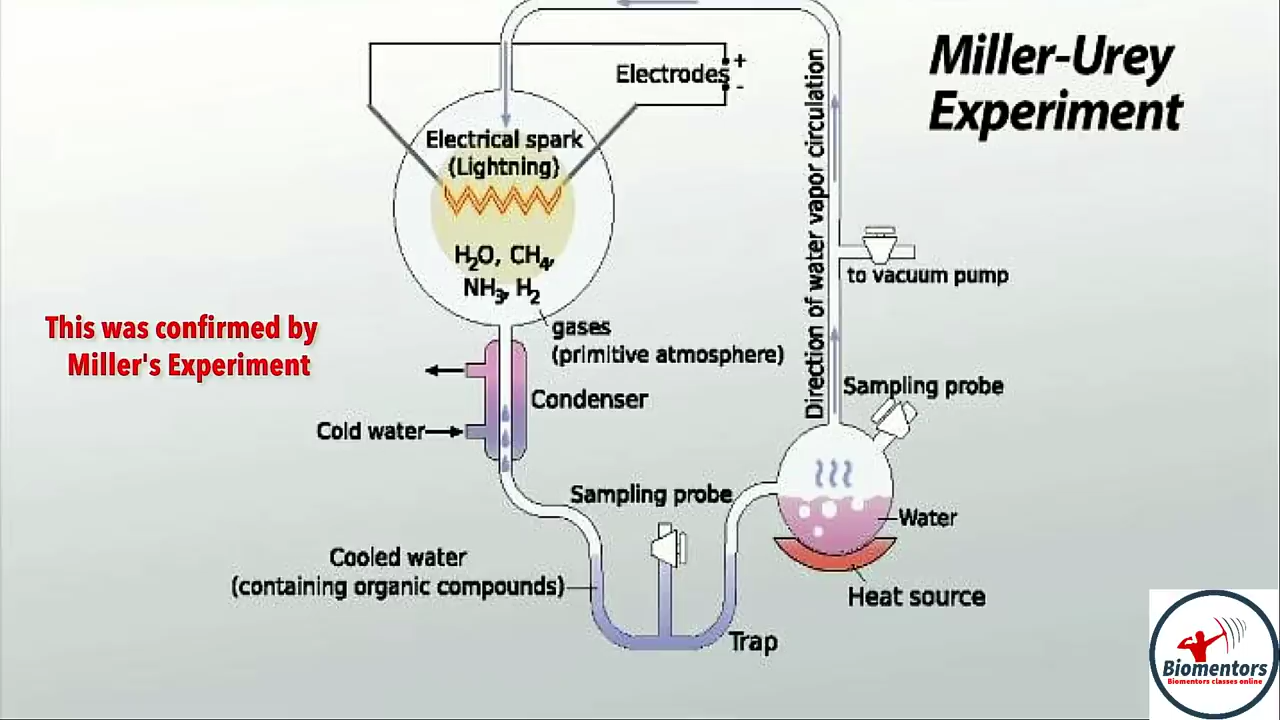 Miller-Urey
Experiment
Electrodes
+
-
Electrical spark
(Lightning)
H₂O, CH₄,
NH₃, H₂
gases
(primitive atmosphere)
Direction of water vapor circulation
to vacuum pump
This was confirmed by
Miller's Experiment
Condenser
Cold water
Sampling probe
Sampling probe
Water
Cooled water
(containing organic compounds)
Heat source
Trap
Biomentors
Biomentors classes online